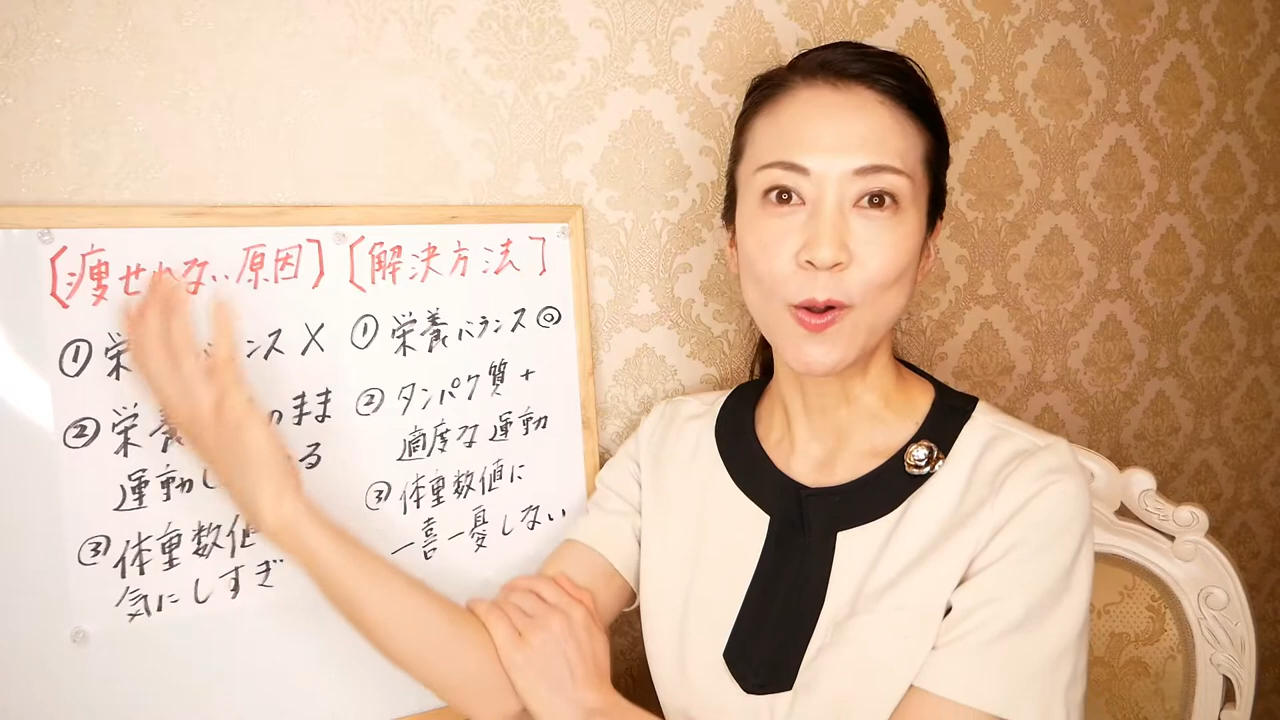 [痩せれない原因]
①栄 ンス X
②栄養 のまま
運動し る
③体重数値
気にしすぎ
[解決方法]
①栄養バランス◎
②タンパク質+
適度な運動
③体重数値に
一喜一憂しない